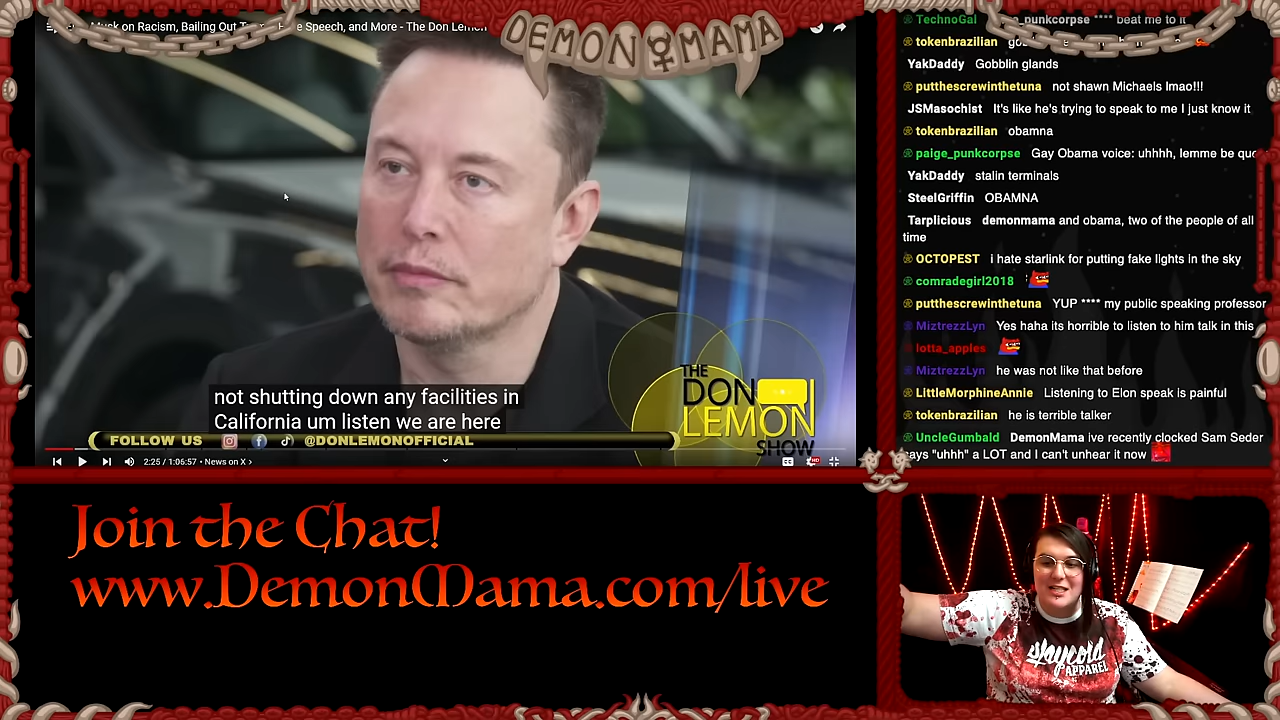 Musk on Racism, Bailing Out
Speech, and More - The Don Lemon
DEMON MAMA
TechnoGal _punkcorpse **** beat me to it
tokenbrazilian
YakDaddy Gobblin glands
putthescrewinthetuna not shawn Michaels lmao!!!
JSMasochist It's like he's trying to speak to me I just know it
tokenbrazilian obamna
paige_punkcorpse Gay Obama voice: uhhhh, lemme be
YakDaddy stalin terminals
SteelGriffin OBAMNA
Tarplicious demonmama and obama, two of the people of all
time
OCTOPEST i hate starlink for putting fake lights in the sky
comradegirl2018
putthescrewinthetuna YUP **** my public speaking professor
MiztrezzLyn Yes haha its horrible to listen to him talk in this
lotta_apples
MiztrezzLyn he was not like that before
LittleMorphineAnnie Listening to Elon speak is painful
tokenbrazilian he is terrible talker
UncleGumbald DemonMama ive recently clocked Sam Seder
says "uhhh" a LOT and I can't unhear it now
not shutting down any facilities in
California um listen we are here
THE
DON
LEMON
SHOW
FOLLOW US @DONLEMONOFFICIAL
2:25 / 1:06:57 • News on X ›
CC HD
Join the Chat!
www.DemonMama.com/live
staycold
APPAREL